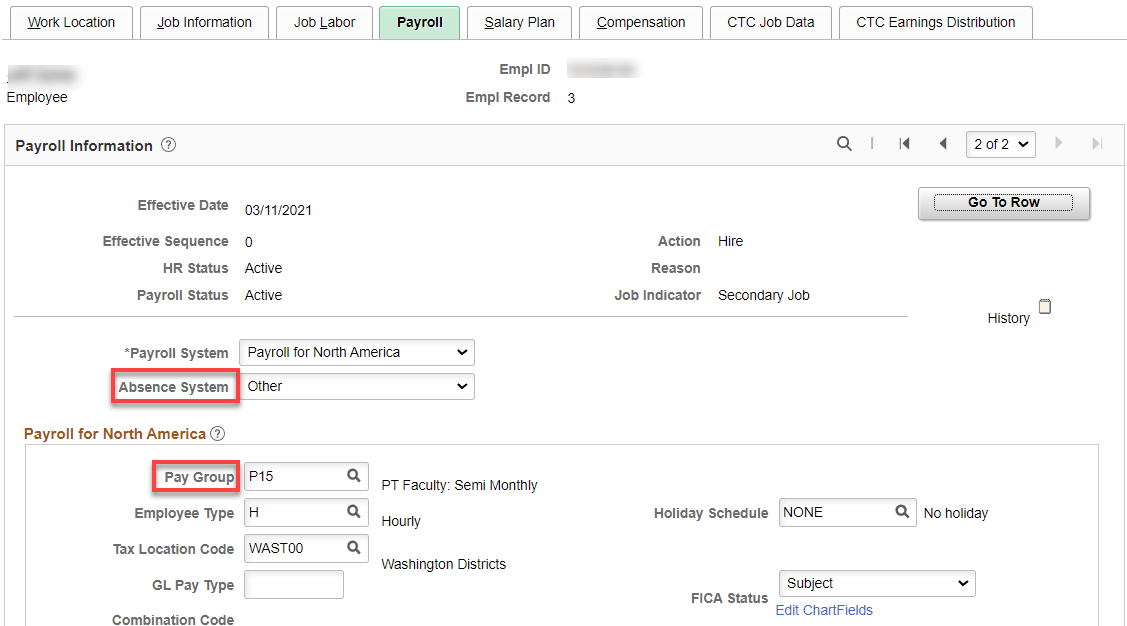 Work Location Job Information Job Labor Payroll Salary Plan Compensation CTC Job Data CTC Earnings Distribution
Empl ID
Employee Empl Record 3
Payroll Information ? 2 of 2
Effective Date 03/11/2021 Go To Row
Effective Sequence 0 Action Hire
HR Status Active Reason
Payroll Status Active Job Indicator Secondary Job
History
*Payroll System Payroll for North America
Absence System Other
Payroll for North America ?
Pay Group P15 PT Faculty: Semi Monthly
Employee Type H Hourly Holiday Schedule NONE No holiday
Tax Location Code WAST00 Washington Districts
GL Pay Type FICA Status Subject
Edit ChartFields
Combination Code